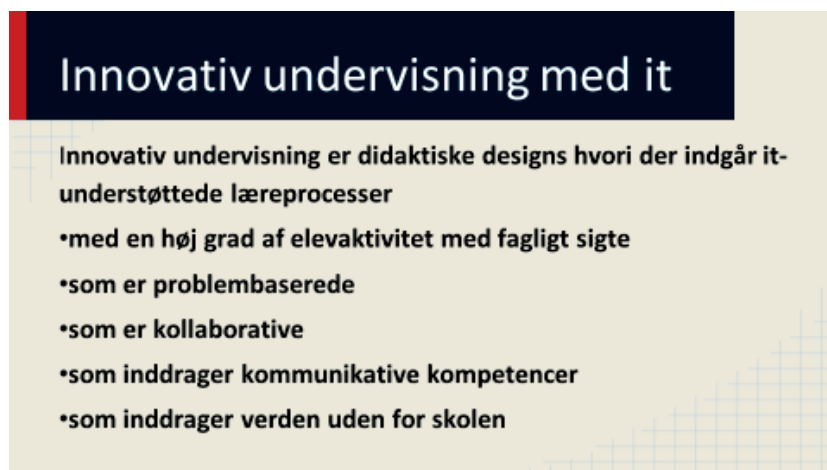 Innovativ undervisning med it
Innovativ undervisning er didaktiske designs hvori der indgår it-
understøttede læreprocesser
•med en høj grad af elevaktivitet med fagligt sigte
•som er problembaserede
•som er kollaborative
•som inddrager kommunikative kompetencer
•som inddrager verden uden for skolen